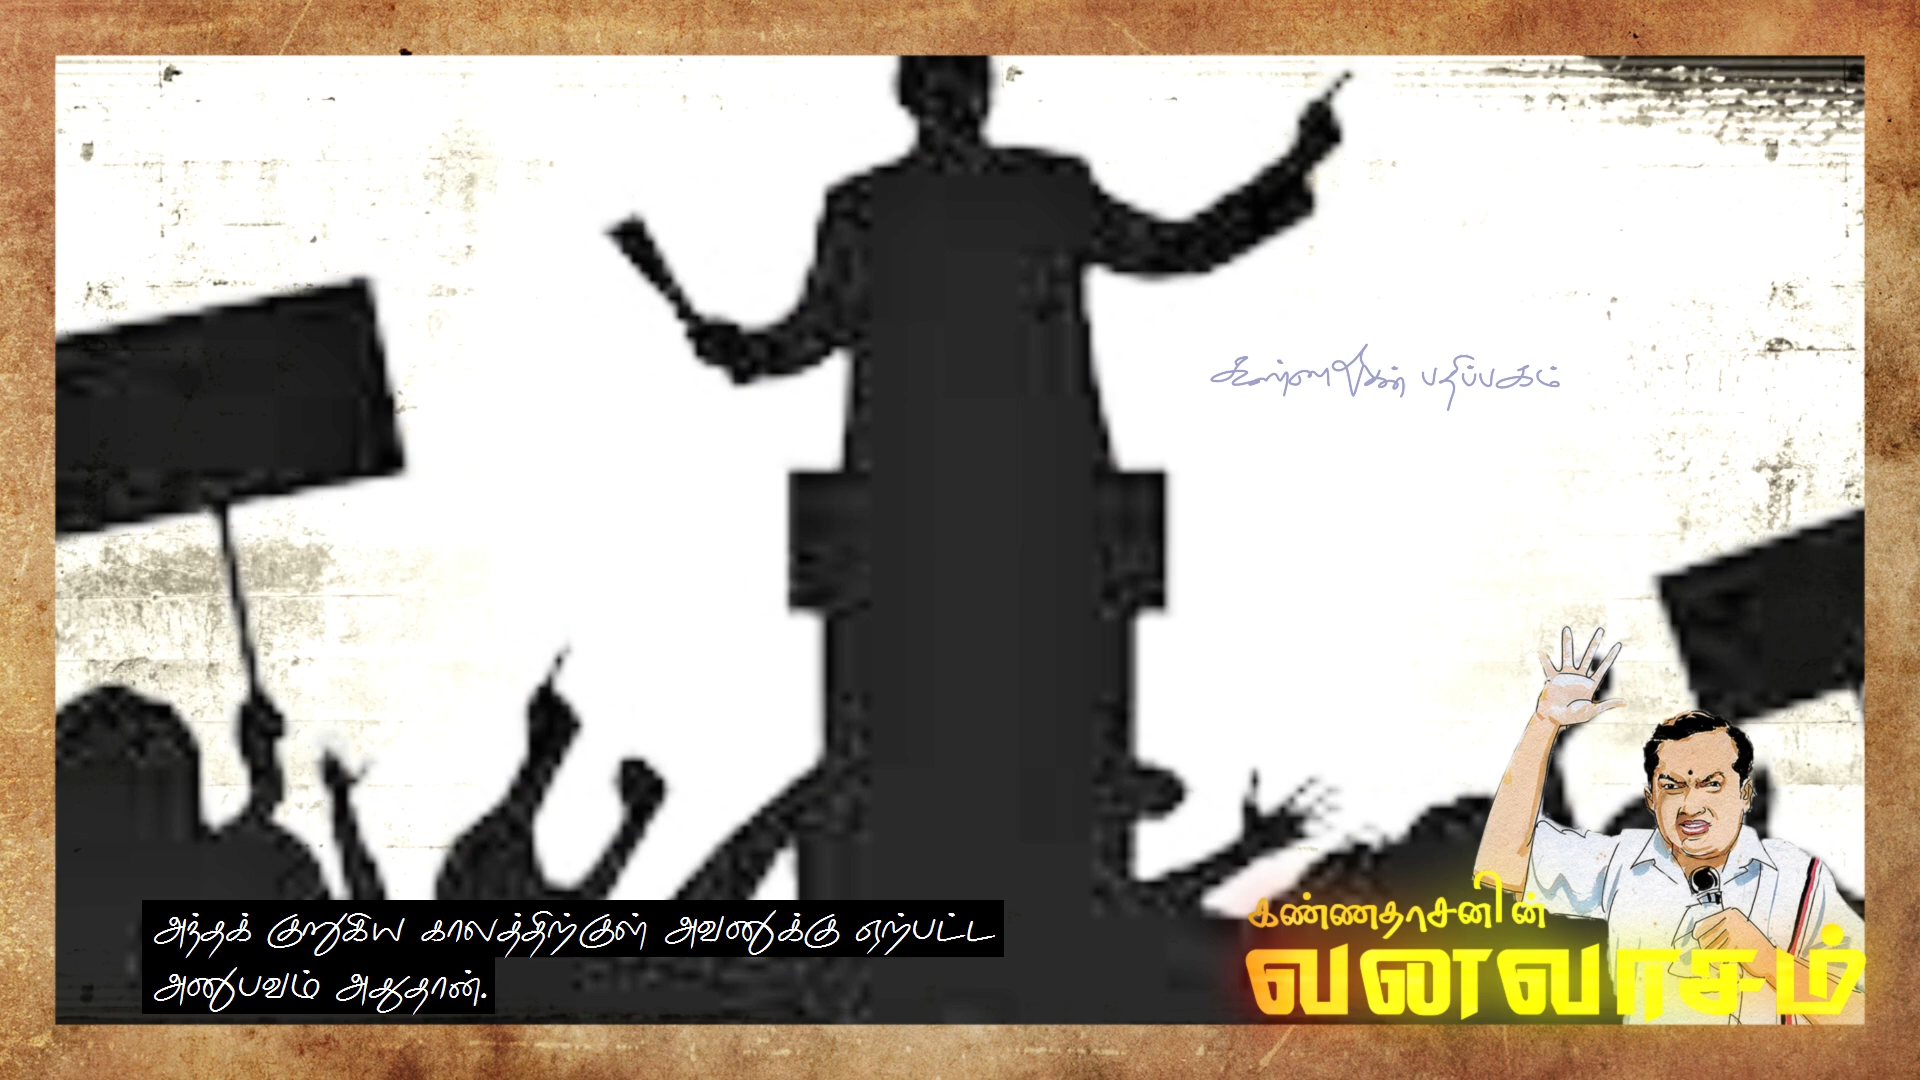 கண்ணதாசன் பதிப்பகம்
அந்தக் குறுகிய காலத்திற்குள் அவனுக்கு ஏற்பட்ட
அனுபவம் அதுதான்.
கண்ணதாசனின்
வனவாசம்